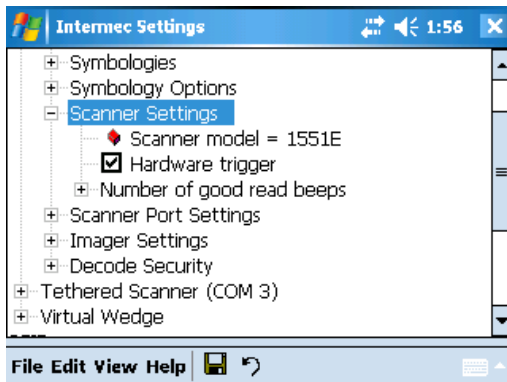 Intermec Settings 1:56
Symbologies
Symbology Options
Scanner Settings
Scanner model = 1551E
Hardware trigger
Number of good read beeps
Scanner Port Settings
Imager Settings
Decode Security
Tethered Scanner (COM 3)
Virtual Wedge
File Edit View Help